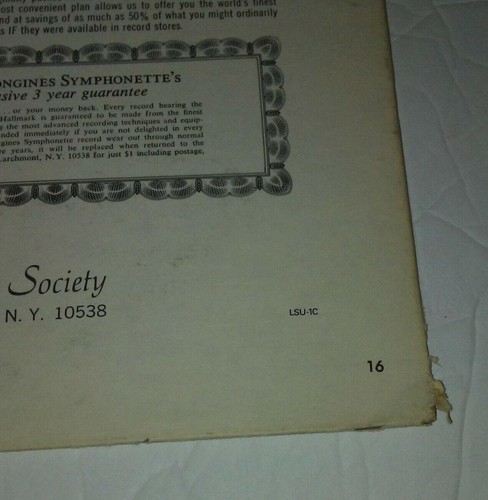 ost convenient plan allows us to offer you the world's finest
nd at savings of as much as 50% of what you might ordinarily
s IF they were available in record stores.
ONGINES SYMPHONETTE'S
sive 3 year guarantee
...or your money back. Every record bearing the
Hallmark is guaranteed to be made from the finest
g the most advanced recording techniques and equip-
nded immediately if you are not delighted in every
gines Symphonette record wear out through normal
ve years, it will be replaced when returned to the
Larchmont, N.Y. 10538 for just $1 including postage,
Society
N. Y. 10538
LSU-1C
16